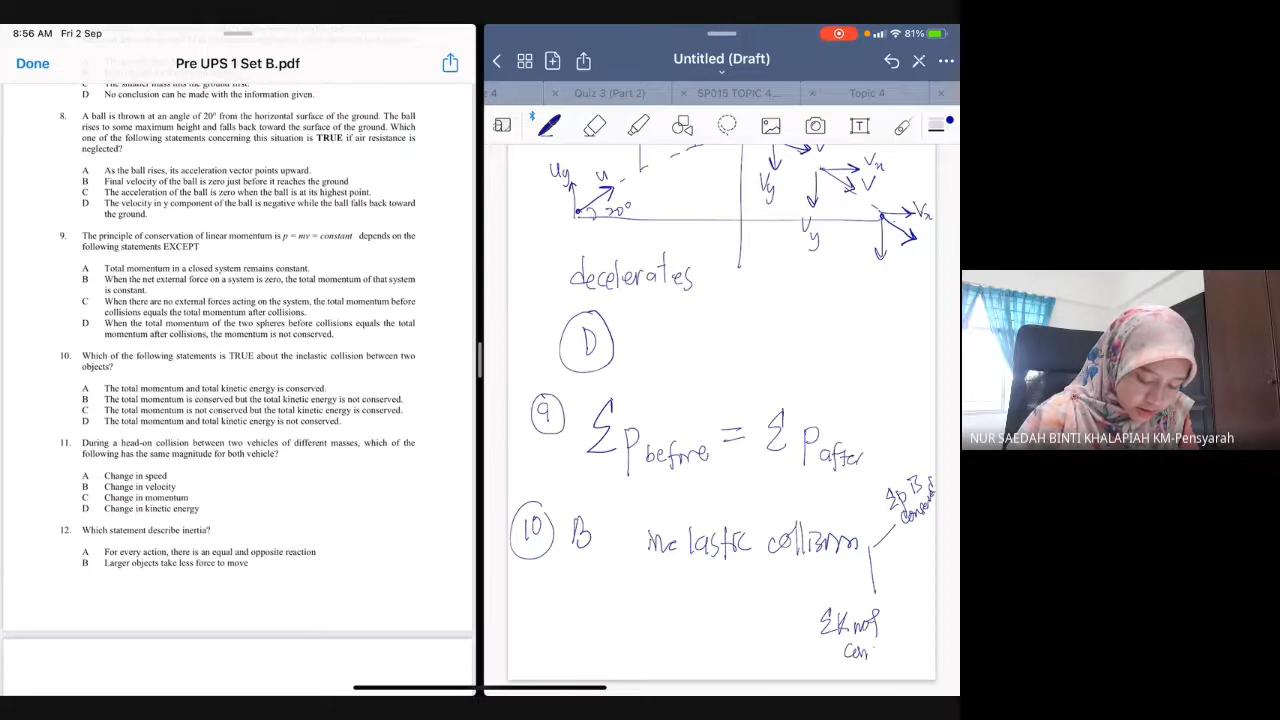 8:56 AM Fri 2 Sep
Done
Pre UPS 1 Set B.pdf
C The smaller mass hits the ground first.
D No conclusion can be made with the information given.
8. A ball is thrown at an angle of 20° from the horizontal surface of the ground. The ball
rises to some maximum height and falls back toward the surface of the ground. Which
one of the following statements concerning this situation is TRUE if air resistance is
neglected?
A As the ball rises, its acceleration vector points upward.
B Final velocity of the ball is zero just before it reaches the ground
C The acceleration of the ball is zero when the ball is at its highest point.
D The velocity in y component of the ball is negative while the ball falls back toward
the ground.
9. The principle of conservation of linear momentum is p = mv = constant depends on the
following statements EXCEPT
A Total momentum in a closed system remains constant.
B When the net external force on a system is zero, the total momentum of that system
is constant.
C When there are no external forces acting on the system, the total momentum before
collisions equals the total momentum after collisions.
D When the total momentum of the two spheres before collisions equals the total
momentum after collisions, the momentum is not conserved.
10. Which of the following statements is TRUE about the inelastic collision between two
objects?
A The total momentum and total kinetic energy is conserved.
B The total momentum is conserved but the total kinetic energy is not conserved.
C The total momentum is not conserved but the total kinetic energy is conserved.
D The total momentum and total kinetic energy is not conserved.
11. During a head-on collision between two vehicles of different masses, which of the
following has the same magnitude for both vehicle?
A Change in speed
B Change in velocity
C Change in momentum
D Change in kinetic energy
12. Which statement describe inertia?
A For every action, there is an equal and opposite reaction
B Larger objects take less force to move
81%
Untitled (Draft)
4
Quiz 3 (Part 2)
SP015 TOPIC 4...
Topic 4
T
Uy u 20°
Vy Vx V Vy Vx
decelerates
D
9 Σ p before = Σ p after
10 B inelastic collision
Σp
ΣK not
NUR SAEDAH BINTI KHALAPIAH KM-Pensyarah